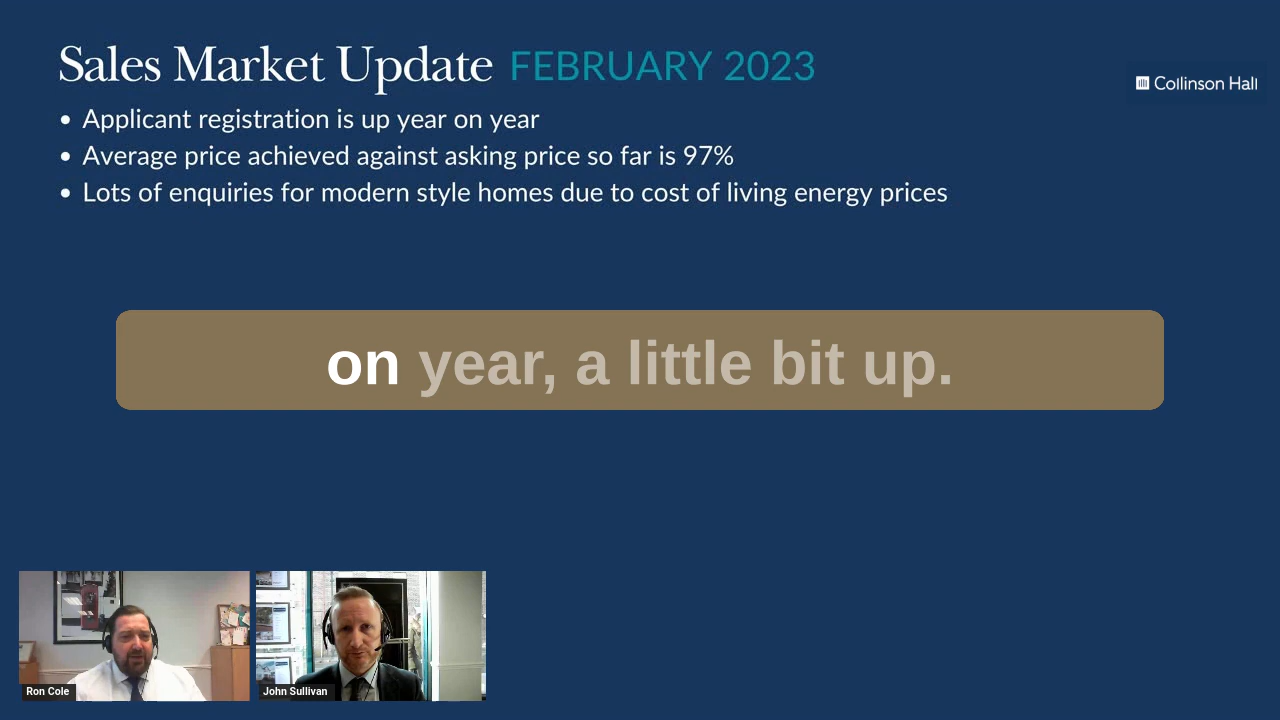 Sales Market Update FEBRUARY 2023
Collinson Hall
• Applicant registration is up year on year
• Average price achieved against asking price so far is 97%
• Lots of enquiries for modern style homes due to cost of living energy prices
on year, a little bit up.
Ron Cole
John Sullivan